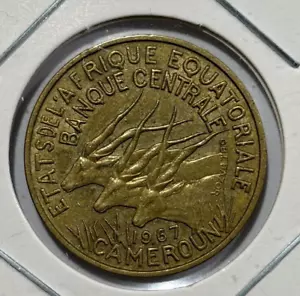 ETATS DE L'AFRIQUE EQUATORIALE
BANQUE CENTRALE
1967
CAMEROUN